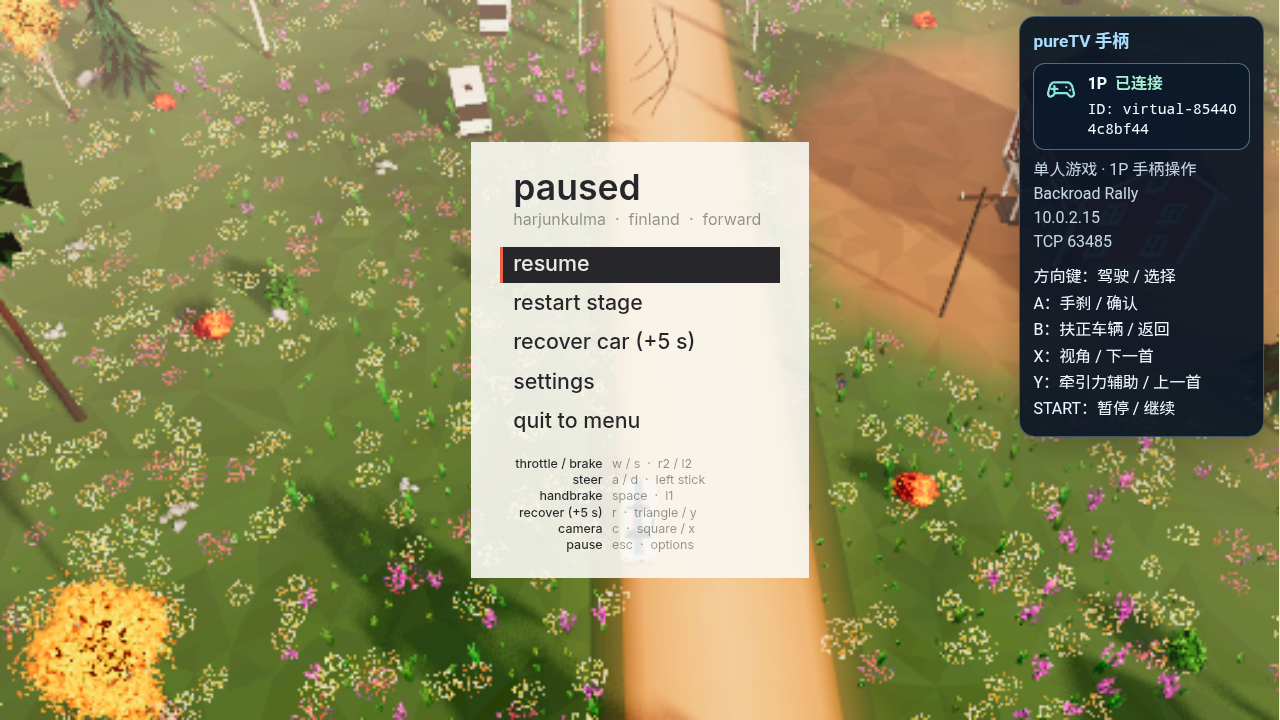 paused
harjunkulma · finland · forward
resume
restart stage
recover car (+5 s)
settings
quit to menu
throttle / brake w / s · r2 / l2
steer a / d · left stick
handbrake space · l1
recover (+5 s) r · triangle / y
camera c · square / x
pause esc · options
pureTV 手柄
1P 已连接
ID: virtual-85440
4c8bf44
单人游戏 · 1P 手柄操作
Backroad Rally
10.0.2.15
TCP 63485
方向键：驾驶 / 选择
A：手刹 / 确认
B：扶正车辆 / 返回
X：视角 / 下一首
Y：牵引力辅助 / 上一首
START：暂停 / 继续